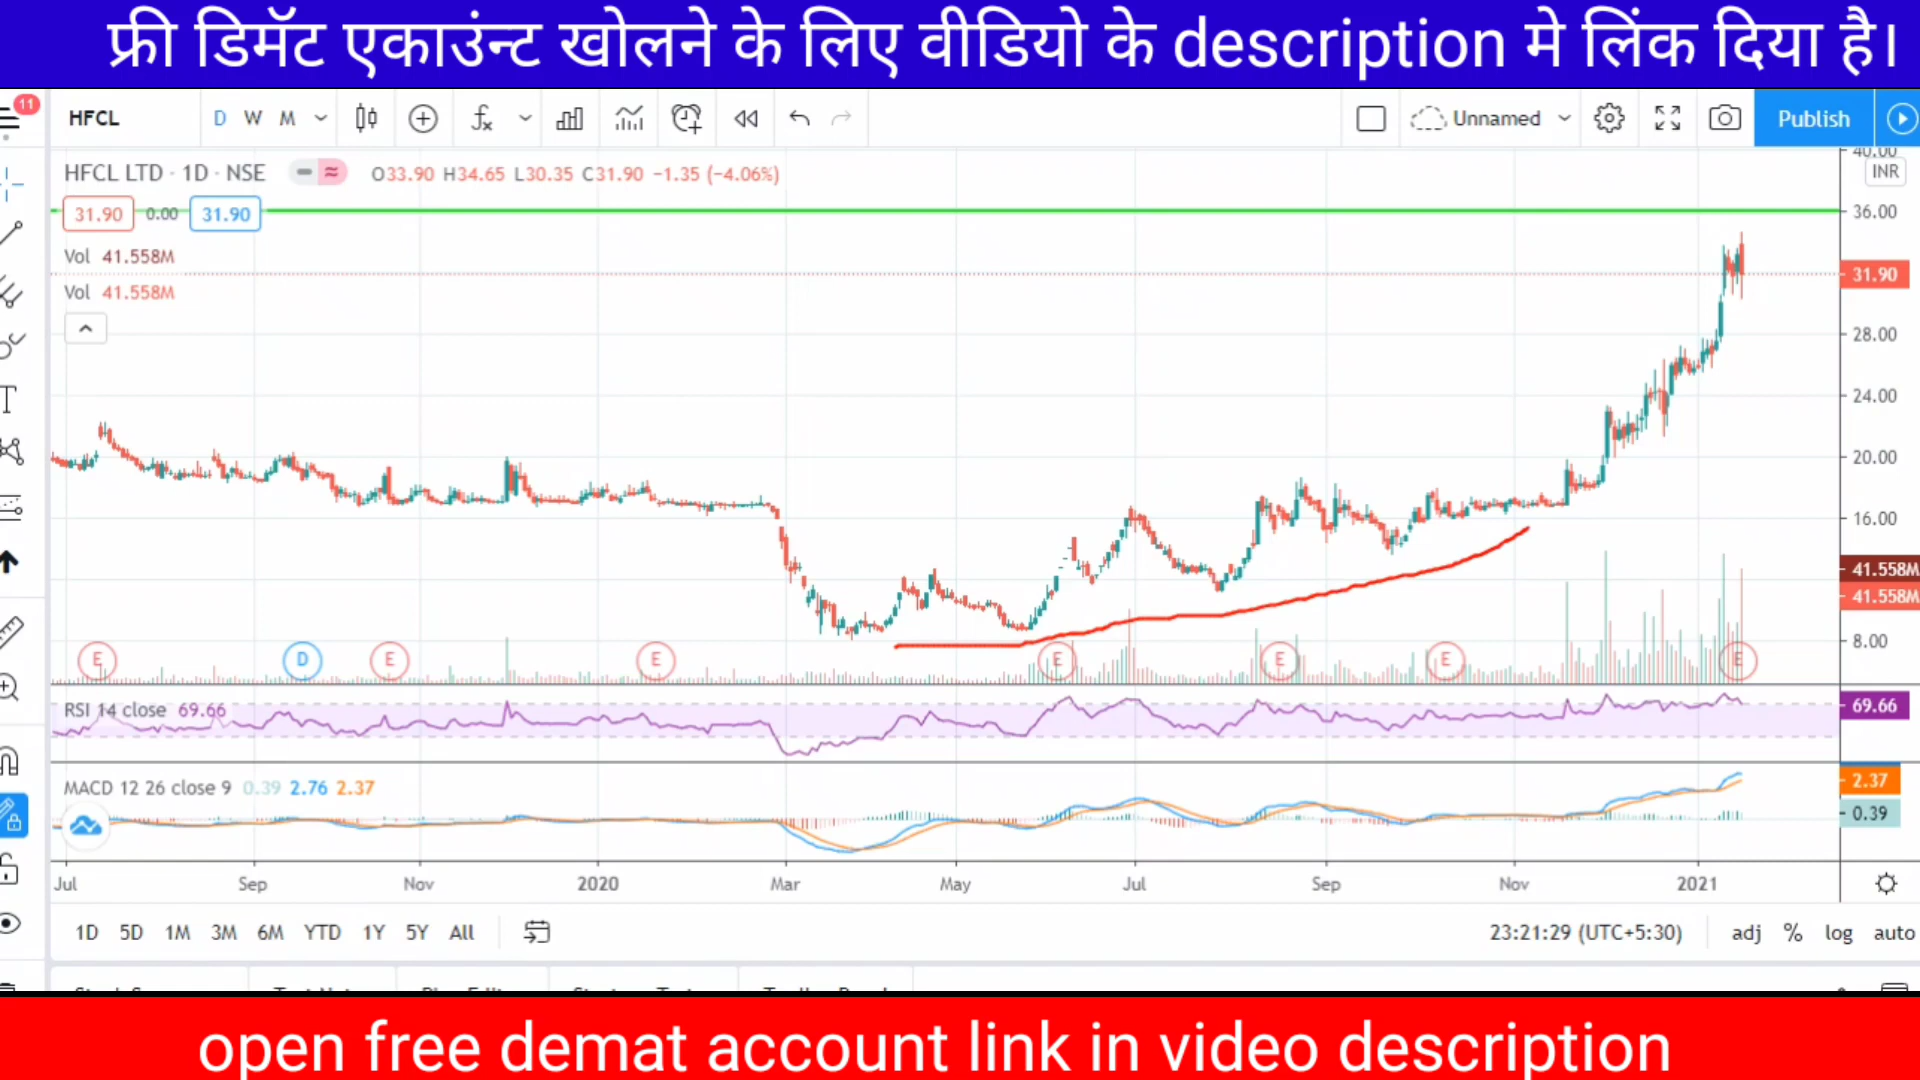 फ्री डिमॅट एकाउंन्ट खोलने के लिए वीडियो के description मे लिंक दिया है।
11
HFCL D W M Unnamed Publish
HFCL LTD · 1D · NSE O33.90 H34.65 L30.35 C31.90 −1.35 (−4.06%)
40.00
INR
31.90 0.00 31.90
36.00
Vol 41.558M
31.90
Vol 41.558M
28.00
24.00
20.00
16.00
41.558M
41.558M
8.00
E D E E E E E E
RSI 14 close 69.66
69.66
MACD 12 26 close 9 0.39 2.76 2.37
2.37
0.39
Jul Sep Nov 2020 Mar May Jul Sep Nov 2021
1D 5D 1M 3M 6M YTD 1Y 5Y All 23:21:29 (UTC+5:30) adj % log auto
open free demat account link in video description